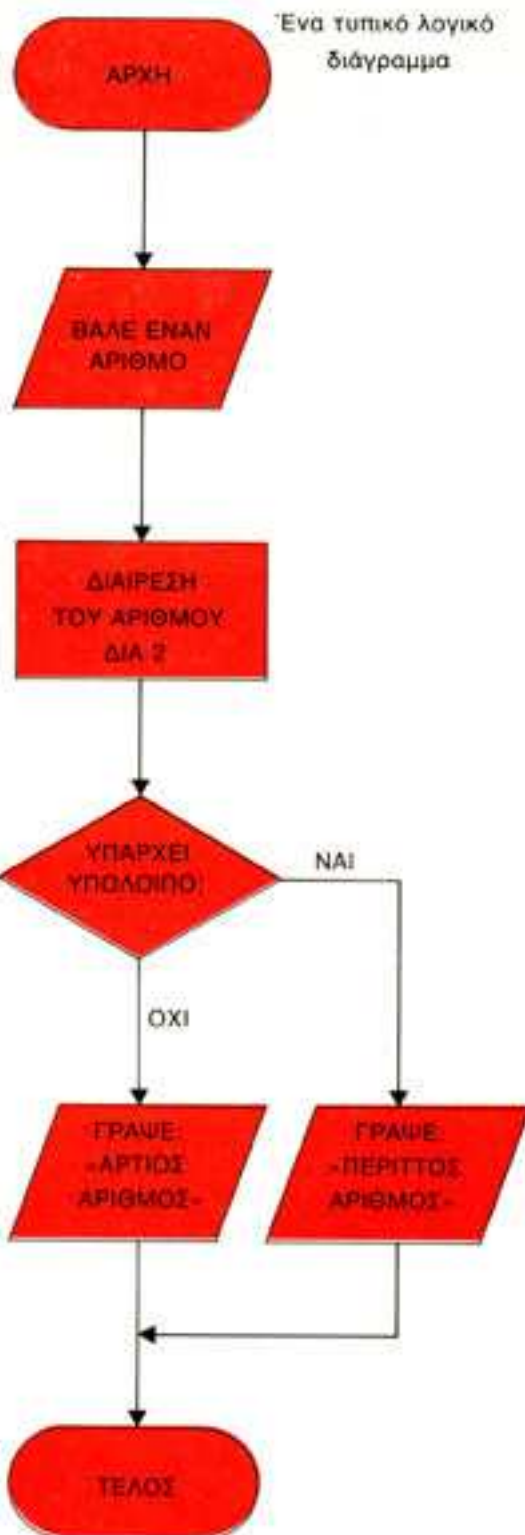 Ένα τυπικό λογικό
διάγραμμα
ΑΡΧΗ
ΒΑΛΕ ΕΝΑΝ
ΑΡΙΘΜΟ
ΔΙΑΙΡΕΣΗ
ΤΟΥ ΑΡΙΘΜΟΥ
ΔΙΑ 2
ΥΠΑΡΧΕΙ
ΥΠΟΛΟΙΠΟ;
ΝΑΙ
ΟΧΙ
ΓΡΑΨΕ:
«ΑΡΤΙΟΣ
ΑΡΙΘΜΟΣ»
ΓΡΑΨΕ:
«ΠΕΡΙΤΤΟΣ
ΑΡΙΘΜΟΣ»
ΤΕΛΟΣ